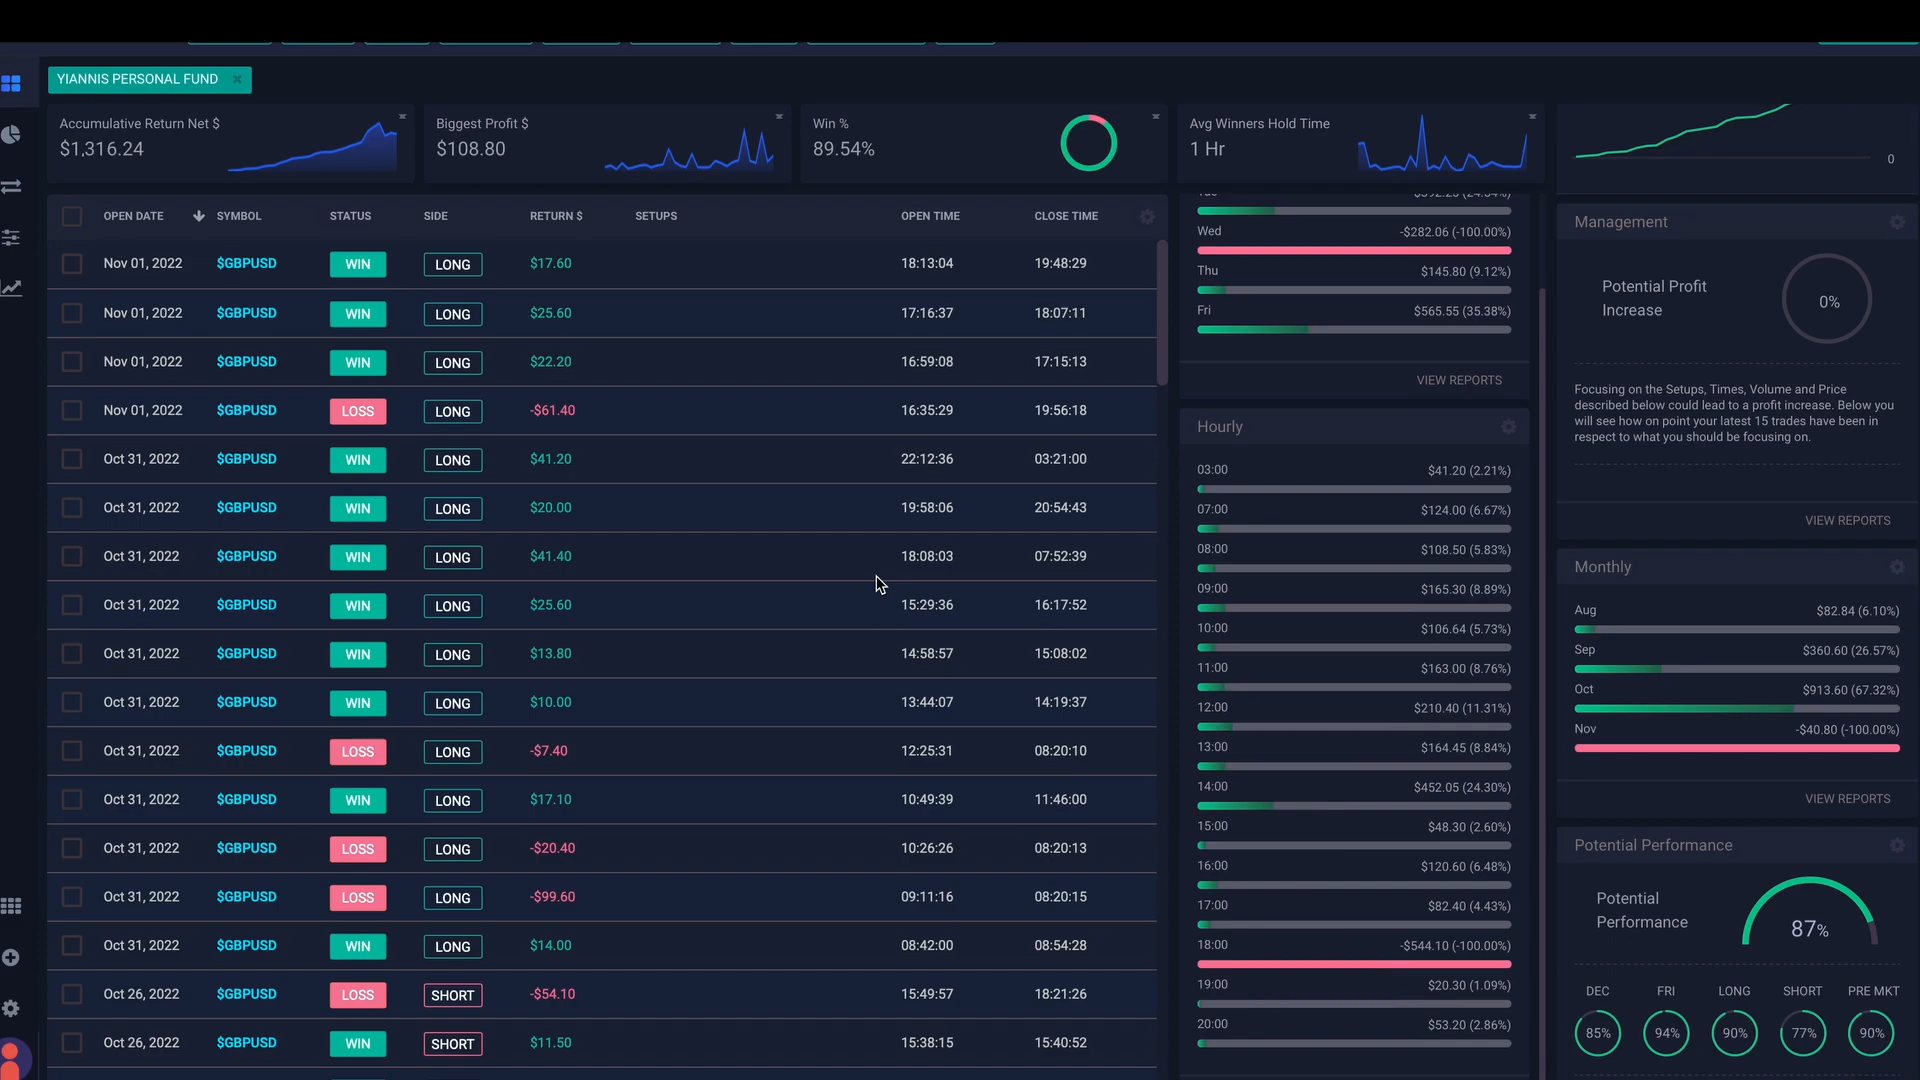 YIANNIS PERSONAL FUND ×
Accumulative Return Net $
$1,316.24
Biggest Profit $
$108.80
Win %
89.54%
Avg Winners Hold Time
1 Hr
0
OPEN DATE SYMBOL STATUS SIDE RETURN $ SETUPS OPEN TIME CLOSE TIME
Nov 01, 2022 $GBPUSD WIN LONG $17.60 18:13:04 19:48:29
Nov 01, 2022 $GBPUSD WIN LONG $25.60 17:16:37 18:07:11
Nov 01, 2022 $GBPUSD WIN LONG $22.20 16:59:08 17:15:13
Nov 01, 2022 $GBPUSD LOSS LONG -$61.40 16:35:29 19:56:18
Oct 31, 2022 $GBPUSD WIN LONG $41.20 22:12:36 03:21:00
Oct 31, 2022 $GBPUSD WIN LONG $20.00 19:58:06 20:54:43
Oct 31, 2022 $GBPUSD WIN LONG $41.40 18:08:03 07:52:39
Oct 31, 2022 $GBPUSD WIN LONG $25.60 15:29:36 16:17:52
Oct 31, 2022 $GBPUSD WIN LONG $13.80 14:58:57 15:08:02
Oct 31, 2022 $GBPUSD WIN LONG $10.00 13:44:07 14:19:37
Oct 31, 2022 $GBPUSD LOSS LONG -$7.40 12:25:31 08:20:10
Oct 31, 2022 $GBPUSD WIN LONG $17.10 10:49:39 11:46:00
Oct 31, 2022 $GBPUSD LOSS LONG -$20.40 10:26:26 08:20:13
Oct 31, 2022 $GBPUSD LOSS LONG -$99.60 09:11:16 08:20:15
Oct 31, 2022 $GBPUSD WIN LONG $14.00 08:42:00 08:54:28
Oct 26, 2022 $GBPUSD LOSS SHORT -$54.10 15:49:57 18:21:26
Oct 26, 2022 $GBPUSD WIN SHORT $11.50 15:38:15 15:40:52
Wed -$282.06 (-100.00%)
Thu $145.80 (9.12%)
Fri $565.55 (35.38%)
VIEW REPORTS
Hourly
03:00 $41.20 (2.21%)
07:00 $124.00 (6.67%)
08:00 $108.50 (5.83%)
09:00 $165.30 (8.89%)
10:00 $106.64 (5.73%)
11:00 $163.00 (8.76%)
12:00 $210.40 (11.31%)
13:00 $164.45 (8.84%)
14:00 $452.05 (24.30%)
15:00 $48.30 (2.60%)
16:00 $120.60 (6.48%)
17:00 $82.40 (4.43%)
18:00 -$544.10 (-100.00%)
19:00 $20.30 (1.09%)
20:00 $53.20 (2.86%)
Management
Potential Profit
Increase
0%
Focusing on the Setups, Times, Volume and Price
described below could lead to a profit increase. Below you
will see how on point your latest 15 trades have been in
respect to what you should be focusing on.
VIEW REPORTS
Monthly
Aug $82.84 (6.10%)
Sep $360.60 (26.57%)
Oct $913.60 (67.32%)
Nov -$40.80 (-100.00%)
VIEW REPORTS
Potential Performance
Potential
Performance
87%
DEC FRI LONG SHORT PRE MKT
85% 94% 90% 77% 90%